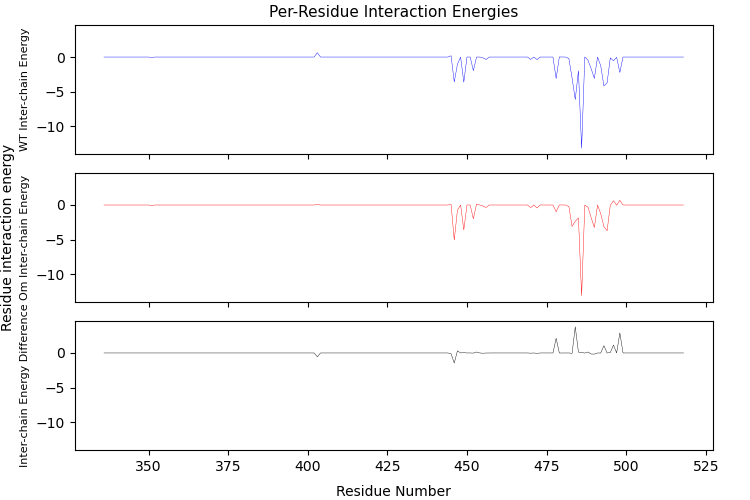 Per-Residue Interaction Energies
Residue interaction energy
WT Inter-chain Energy
0
−5
−10
Om Inter-chain Energy
0
−5
−10
Inter-chain Energy Difference
0
−5
−10
350
375
400
425
450
475
500
525
Residue Number